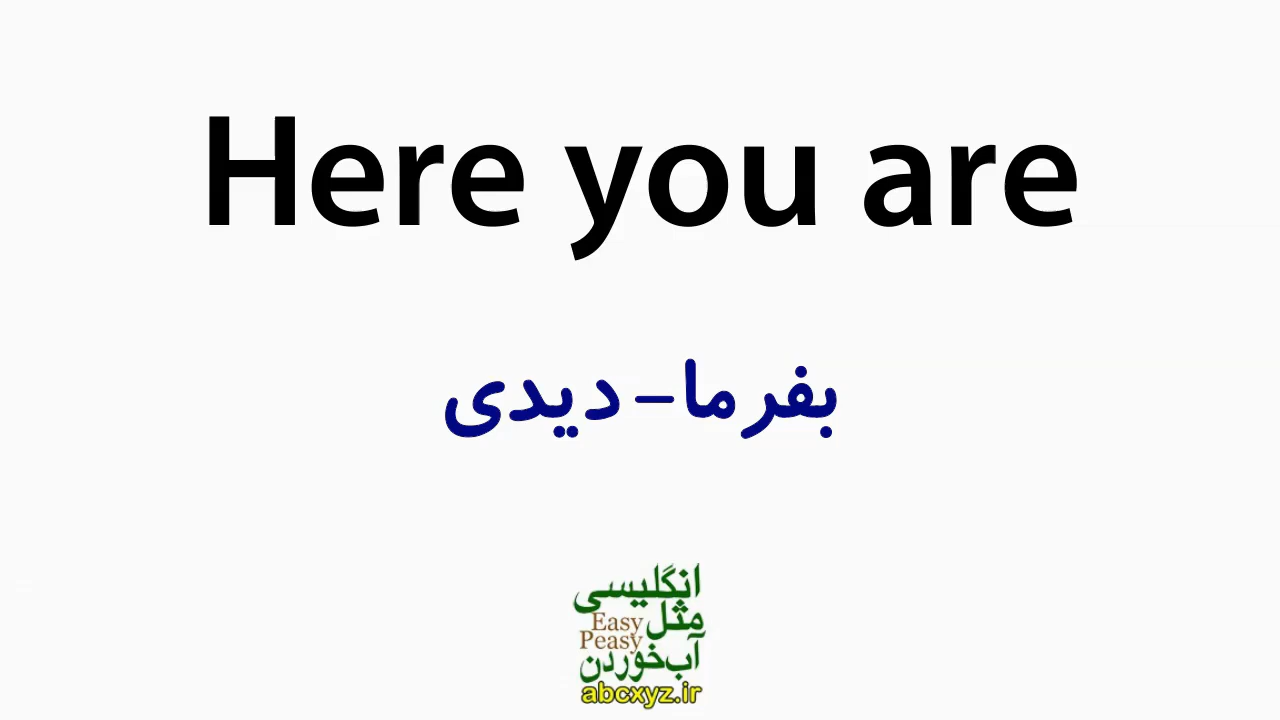 Here you are
بفرما-دیدی
انگلیسی
مثل
Easy
Peasy
آب‌خوردن
abcxyz.ir